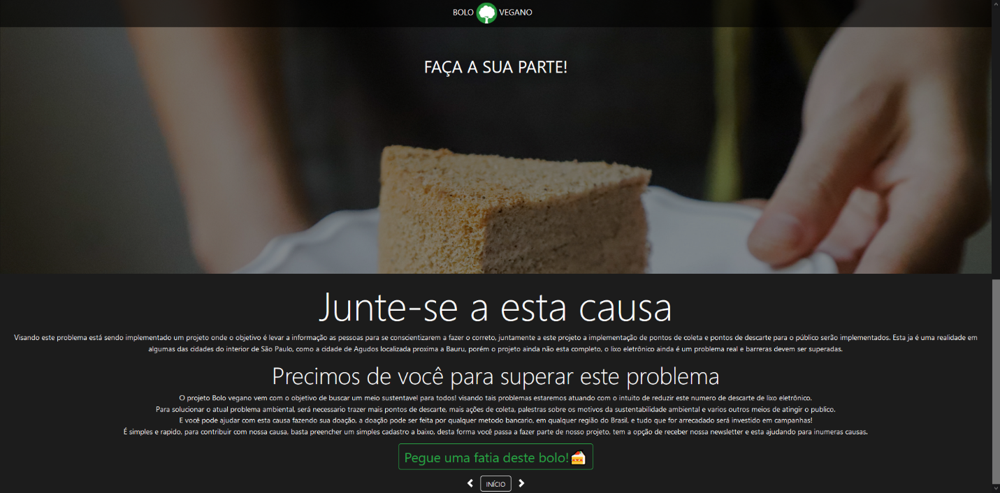 BOLO VEGANO
FAÇA A SUA PARTE!
Junte-se a esta causa
Visando este problema está sendo implementado um projeto onde o objetivo é levar a informação as pessoas para se conscientizarem a fazer o correto, juntamente a este projeto a implementação de pontos de coleta e pontos de descarte para o público serão implementados. Esta ja é uma realidade em
algumas das cidades do interior de São Paulo, como a cidade de Agudos localizada proxima a Bauru, porém o projeto ainda não esta completo, o lixo eletrônico ainda é um problema real e barreras devem ser superadas.
Precimos de você para superar este problema
O projeto Bolo vegano vem com o objetivo de buscar um meio sustentavel para todos! visando tais problemas estaremos atuando com o intuito de reduzir este numero de descarte de lixo eletrônico.
Para solucionar o atual problema ambiental, será necessario trazer mais pontos de descarte, mais ações de coleta, palestras sobre os motivos da sustentabilidade ambiental e varios outros meios de atingir o publico.
E você pode ajudar com esta causa fazendo sua doação, a doação pode ser feita por qualquer metodo bancario, em qualquer região do Brasil, e tudo que for arrecadado será investido em campanhas!
É simples e rapido, para contribuir com nossa causa, basta preencher um simples cadastro a baixo, desta forma você passa a fazer parte de nosso projeto, tem a opção de receber nossa newsletter e esta ajudando para inumeras causas.
Pegue uma fatia deste bolo!🍰
INÍCIO